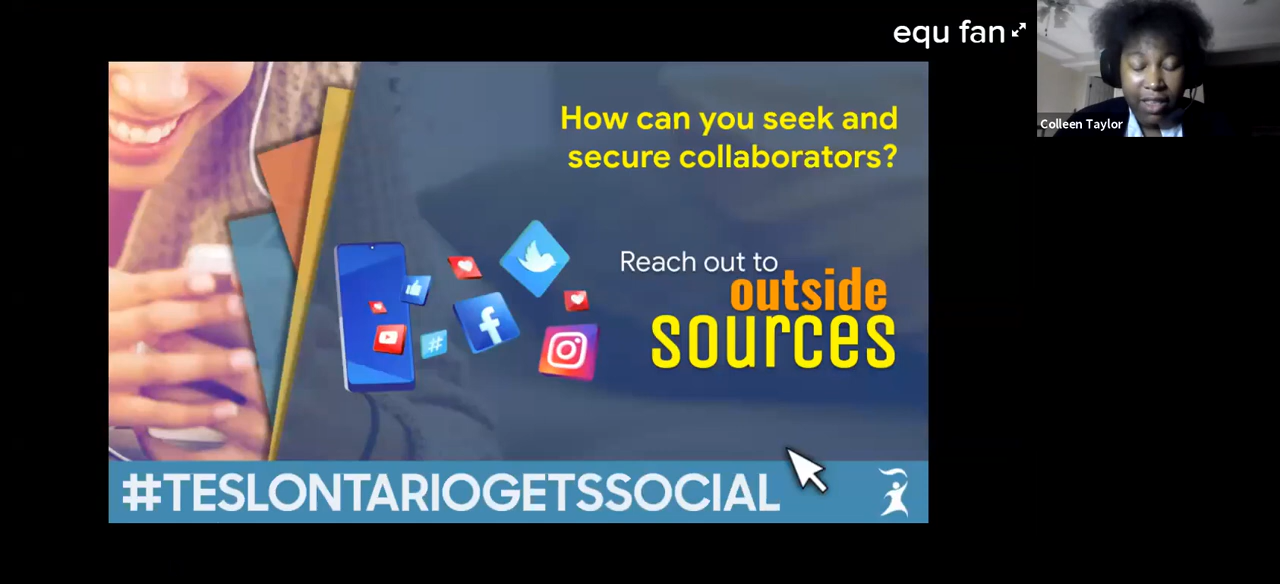 equ fan
Colleen Taylor
How can you seek and
secure collaborators?
Reach out to
outside
sources
#
#TESLONTARIOGETSSOCIAL